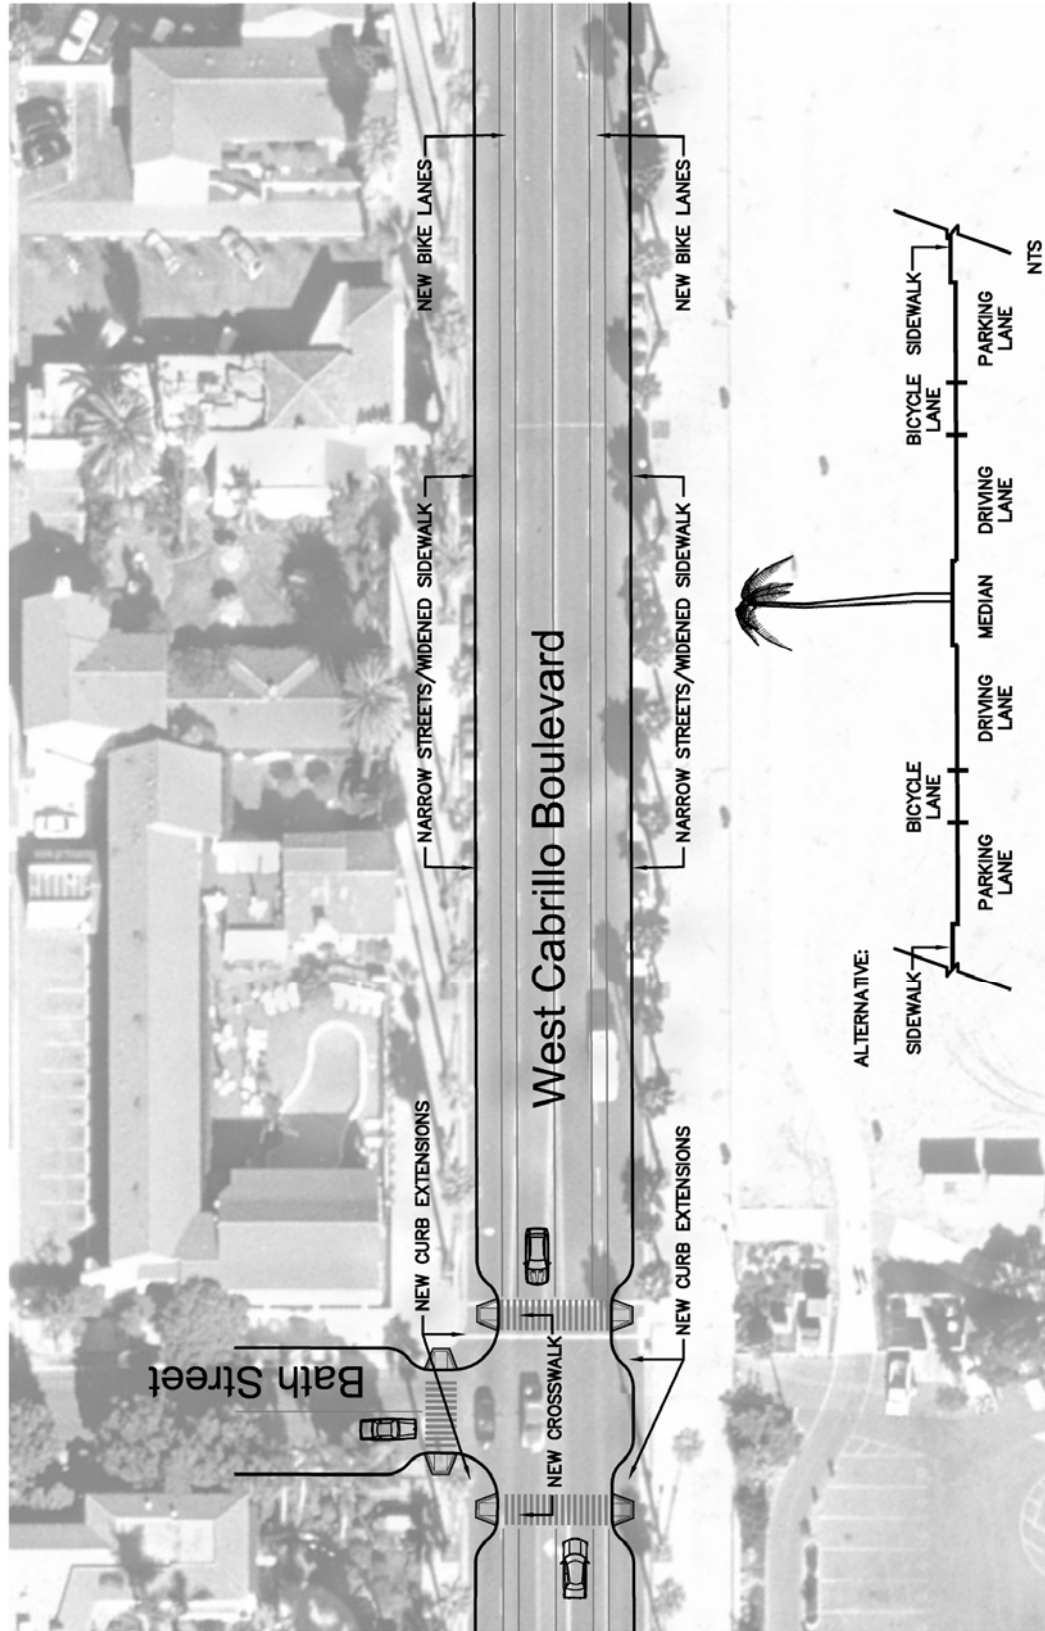 NEW BIKE LANES
NARROW STREETS/WIDENED SIDEWALK
NEW CURB EXTENSIONS
Bath Street
West Cabrillo Boulevard
NEW CROSSWALK
NEW BIKE LANES
NARROW STREETS/WIDENED SIDEWALK
NEW CURB EXTENSIONS
ALTERNATIVE:
SIDEWALK
PARKING
LANE
BICYCLE
LANE
DRIVING
LANE
MEDIAN
DRIVING
LANE
BICYCLE
LANE
PARKING
LANE
SIDEWALK
NTS